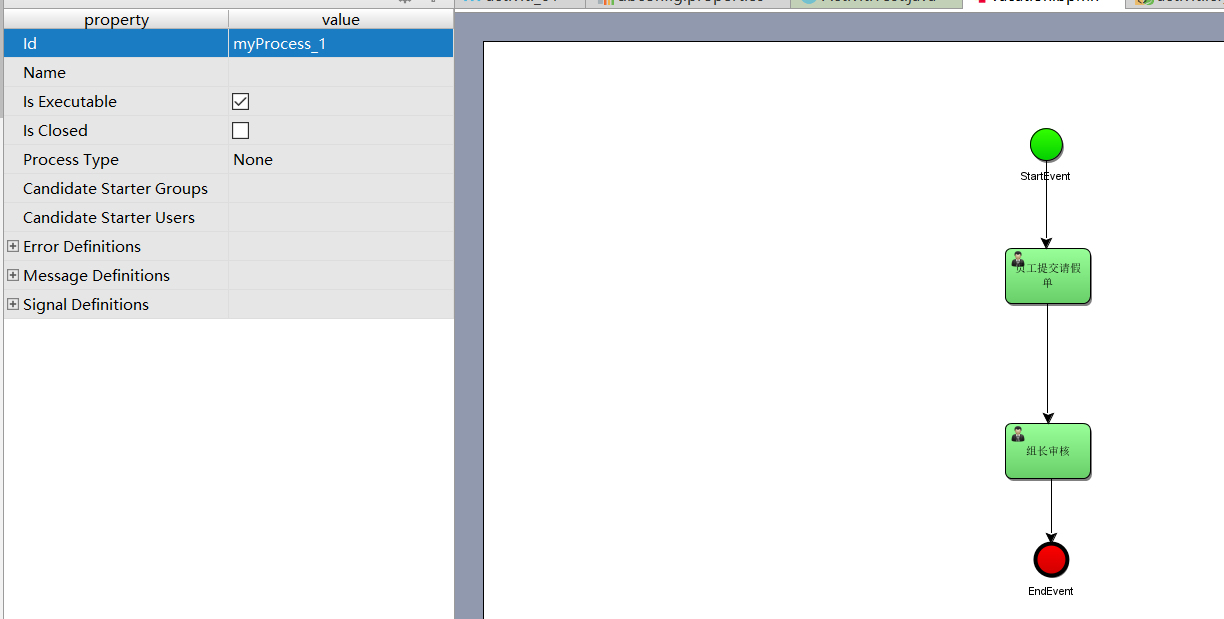 property value
Id myProcess_1
Name
Is Executable
Is Closed
Process Type None
Candidate Starter Groups
Candidate Starter Users
Error Definitions
Message Definitions
Signal Definitions
StartEvent
员工提交请假
单
组长审核
EndEvent